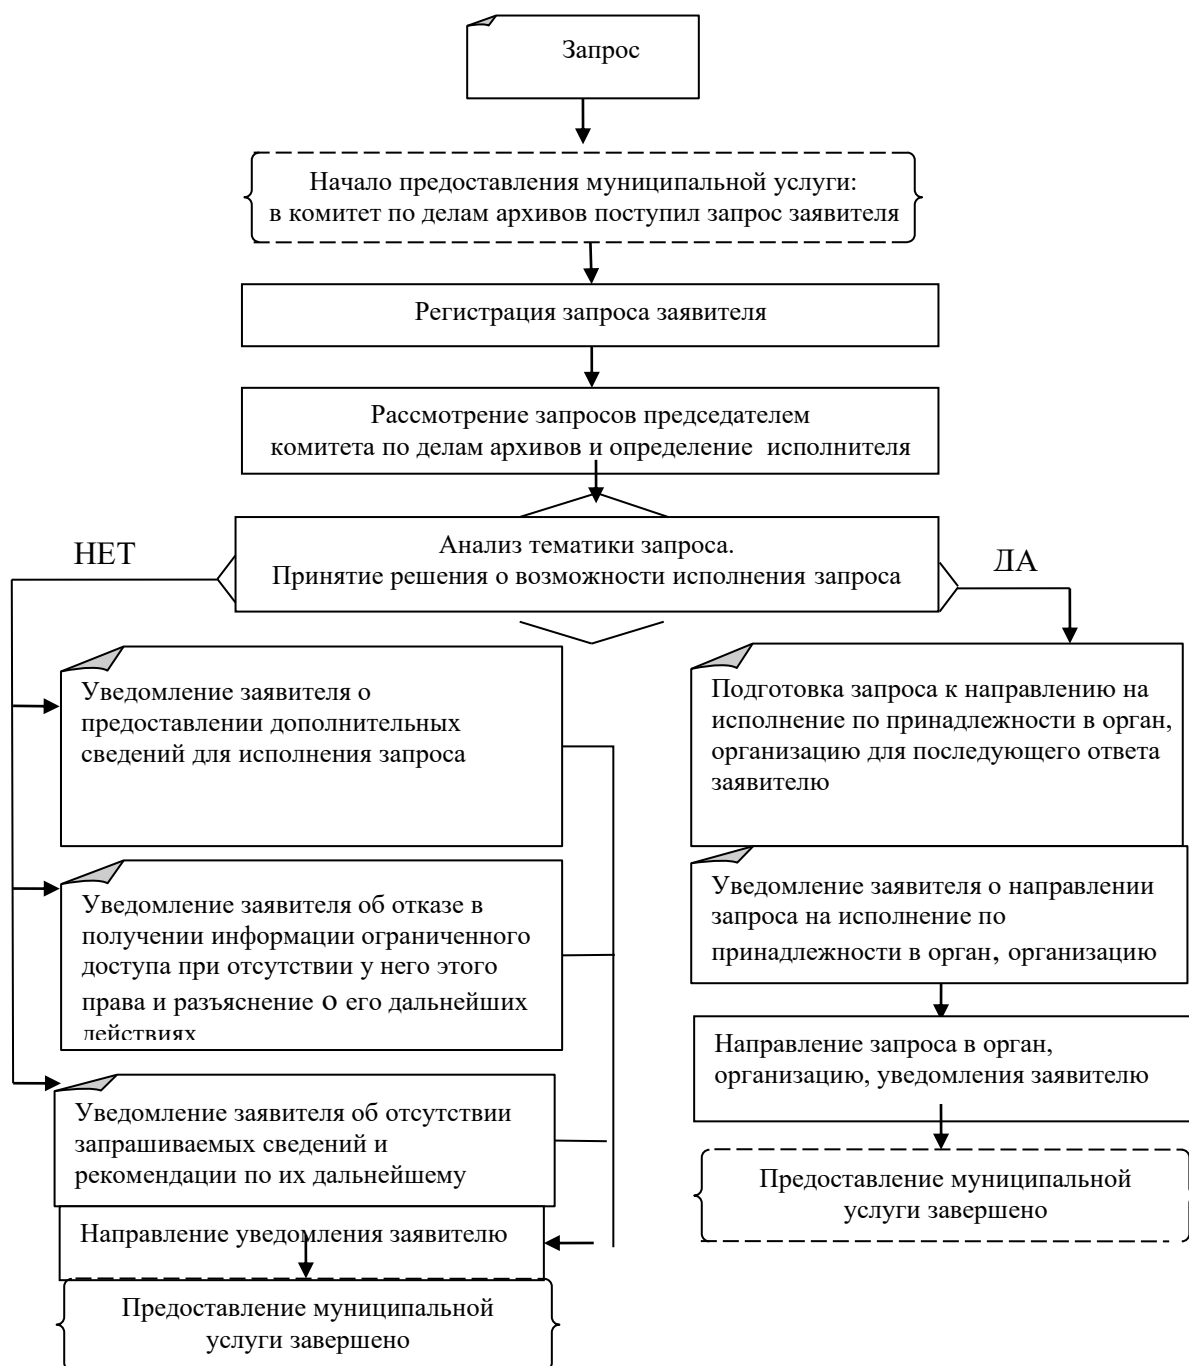 Запрос
Начало предоставления муниципальной услуги:
в комитет по делам архивов поступил запрос заявителя
Регистрация запроса заявителя
Рассмотрение запросов председателем
комитета по делам архивов и определение исполнителя
Анализ тематики запроса.
Принятие решения о возможности исполнения запроса
НЕТ
ДА
Уведомление заявителя о
предоставлении дополнительных
сведений для исполнения запроса
Уведомление заявителя об отказе в
получении информации ограниченного
доступа при отсутствии у него этого
права и разъяснение о его дальнейших
действиях
Уведомление заявителя об отсутствии
запрашиваемых сведений и
рекомендации по их дальнейшему
Направление уведомления заявителю
Предоставление муниципальной
услуги завершено
Подготовка запроса к направлению на
исполнение по принадлежности в орган,
организацию для последующего ответа
заявителю
Уведомление заявителя о направлении
запроса на исполнение по
принадлежности в орган, организацию
Направление запроса в орган,
организацию, уведомления заявителю
Предоставление муниципальной
услуги завершено